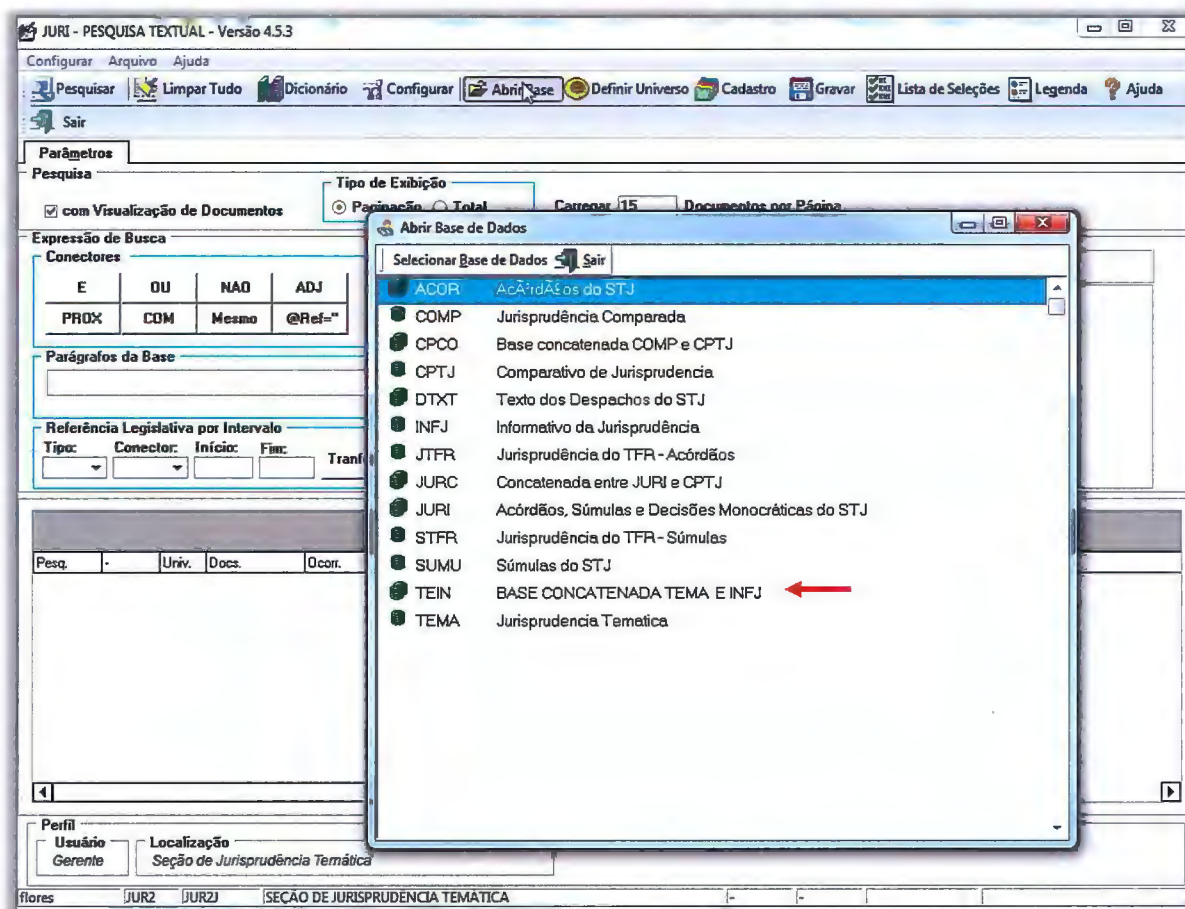 JURI - PESQUISA TEXTUAL - Versão 4.5.3
Configurar Arquivo Ajuda
Pesquisar Limpar Tudo Dicionário Configurar Abrir Base Definir Universo Cadastro Gravar Lista de Seleções Legenda Ajuda
Sair
Parâmetros
Pesquisa
Tipo de Exibição
com Visualização de Documentos Paginação Total Carregar 15 Documentos por Página
Expressão de Busca
Conectores
E OU NAO ADJ
PROX COM Mesmo @Ref="
Parágrafos da Base
Referência Legislativa por Intervalo
Tipo: Conector: Início: Fim:
Tranf
Pesq. - Univ. Docs. Ocorr.
Abrir Base de Dados
Selecionar Base de Dados Sair
ACOR AcÃ³rdÃ£os do STJ
COMP Jurisprudência Comparada
CPCO Base concatenada COMP e CPTJ
CPTJ Comparativo de Jurisprudencia
DTXT Texto dos Despachos do STJ
INFJ Informativo da Jurisprudência
JTFR Jurisprudência do TFR - Acórdãos
JURC Concatenada entre JURI e CPTJ
JURI Acórdãos, Súmulas e Decisões Monocráticas do STJ
STFR Jurisprudência do TFR - Súmulas
SUMU Súmulas do STJ
TEIN BASE CONCATENADA TEMA E INFJ
TEMA Jurisprudencia Tematica
Perfil
Usuário Localização
Gerente Seção de Jurisprudência Temática
flores JUR2 JUR2J SEÇÃO DE JURISPRUDENCIA TEMATICA - -